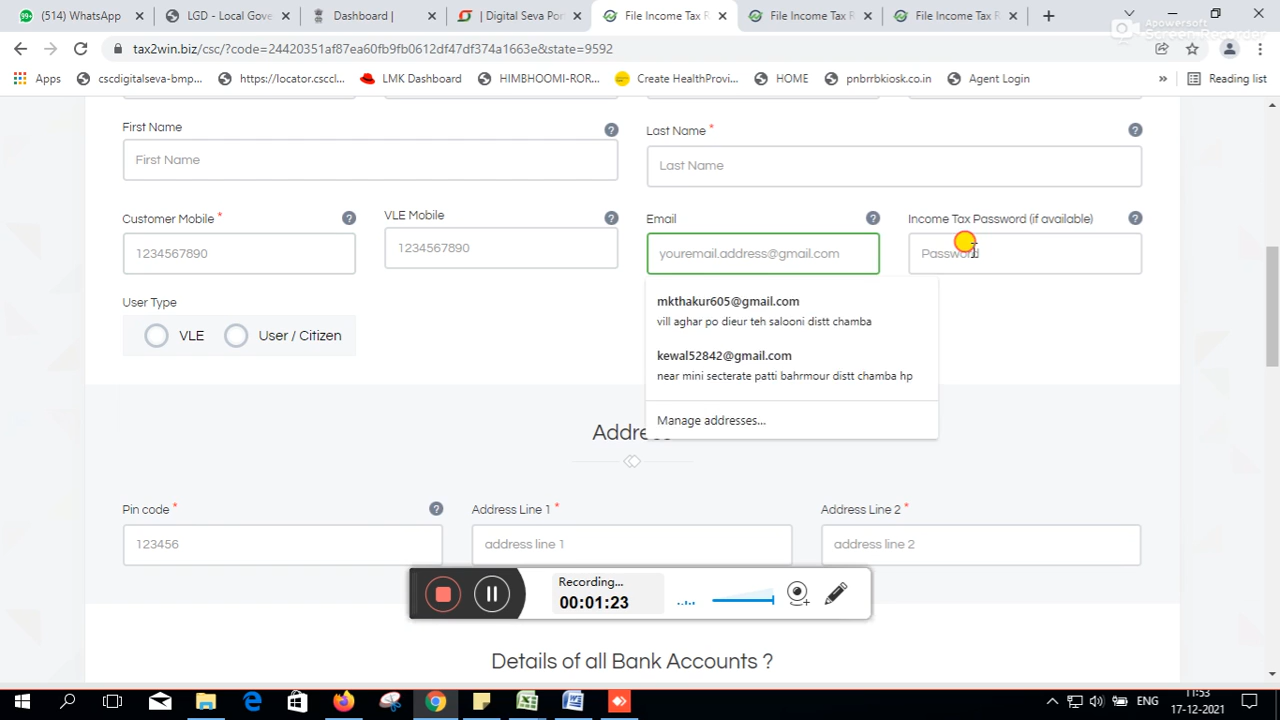 (514) WhatsApp
LGD - Local Gove
Dashboard |
| Digital Seva Port
File Income Tax R
File Income Tax R
File Income Tax R
Apowersoft
Screen Recorder
tax2win.biz/csc/?code=24420351af87ea60fb9fb0612df47df374a1663e&state=9592
Apps
cscdigitalseva-bmp...
https://locator.csccl...
LMK Dashboard
HIMBHOOMI-ROR...
Create HealthProvi...
HOME
pnbrrbkiosk.co.in
Agent Login
»
Reading list
First Name
Last Name *
First Name
Last Name
Customer Mobile *
VLE Mobile
Email
Income Tax Password (if available)
1234567890
1234567890
youremail.address@gmail.com
Password
User Type
VLE
User / Citizen
mkthakur605@gmail.com
vill aghar po dieur teh salooni distt chamba
kewal52842@gmail.com
near mini secterate patti bahrmour distt chamba hp
Manage addresses...
Address
Pin code *
Address Line 1 *
Address Line 2 *
123456
address line 1
address line 2
Recording...
00:01:23
Details of all Bank Accounts ?
ENG
11:53
17-12-2021